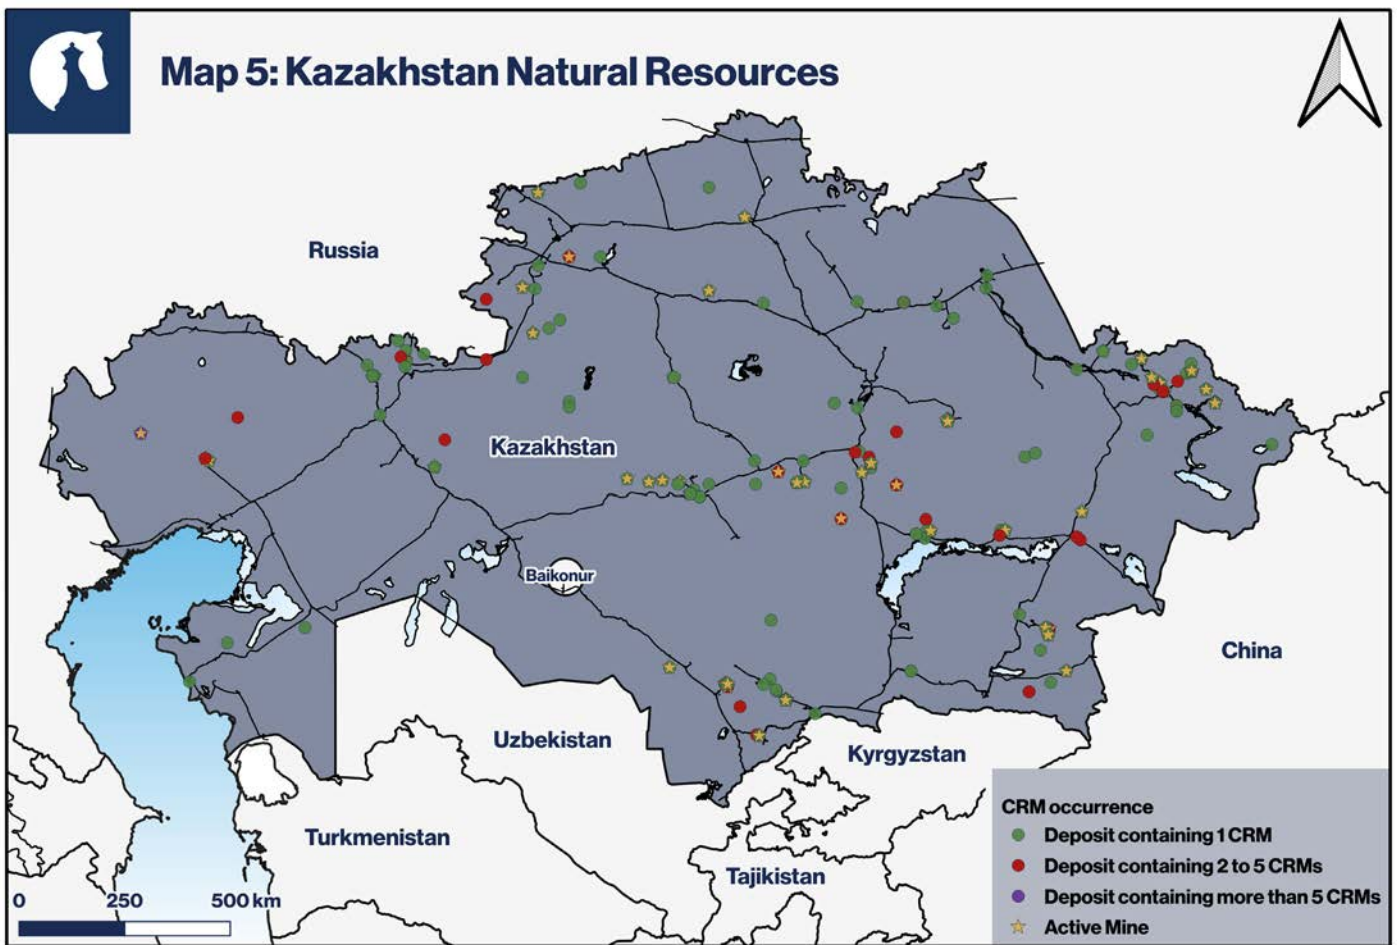 Map 5: Kazakhstan Natural Resources
Russia
Kazakhstan
Baikonur
China
Uzbekistan
Kyrgyzstan
Turkmenistan
Tajikistan
CRM occurrence
Deposit containing 1 CRM
Deposit containing 2 to 5 CRMs
Deposit containing more than 5 CRMs
Active Mine
0 250 500 km